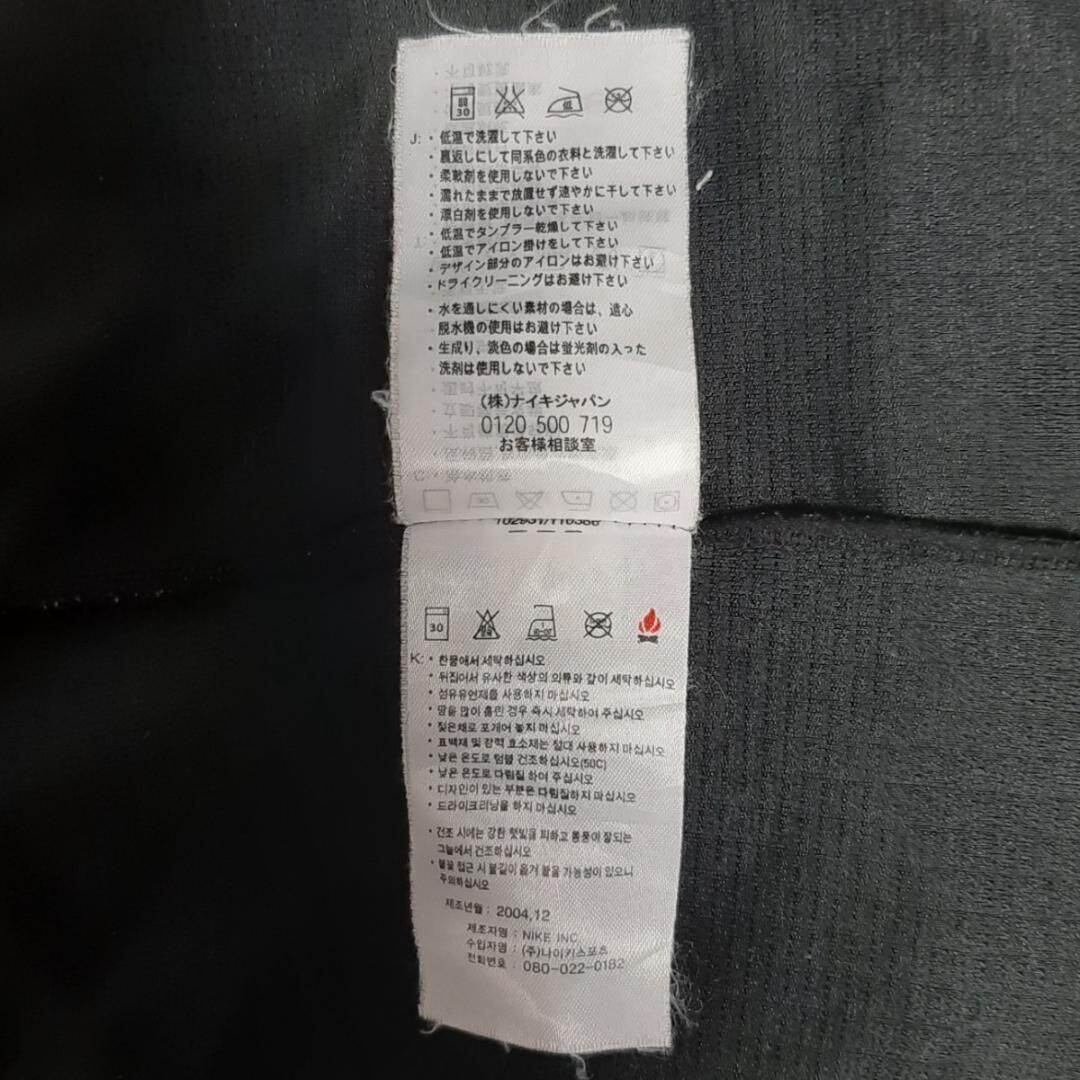 弱
30
低
J: ・低温で洗濯して下さい
・裏返しにして同系色の衣料と洗濯して下さい
・柔軟剤を使用しないで下さい
・濡れたままで放置せず速やかに干して下さい
・漂白剤を使用しないで下さい
・低温でタンブラー乾燥して下さい
・低温でアイロン掛けをして下さい
・デザイン部分のアイロンはお避け下さい
・ドライクリーニングはお避け下さい
・水を通しにくい素材の場合は、遠心
脱水機の使用はお避け下さい
・生成り、淡色の場合は蛍光剤の入った
洗剤は使用しないで下さい
(株)ナイキジャパン
0120 500 719
お客様相談室
102931/110386
30
K: ・찬물에서 세탁하십시오
・뒤집어서 유사한 색상의 의류와 같이 세탁하십시오
・섬유유연제를 사용하지 마십시오
・땀을 많이 흘린 경우 즉시 세탁하여 주십시오
・젖은채로 포개어 놓지 마십시오
・표백제 및 강력 효소제는 절대 사용하지 마십시오
・낮은 온도로 텀블 건조하십시오(50C)
・낮은 온도로 다림질 하여 주십시오
・디자인이 있는 부분은 다림질하지 마십시오
・드라이크리닝을 하지 마십시오
・건조 시에는 강한 햇빛을 피하고 통풍이 잘되는
그늘에서 건조하십시오
・불꽃 접근 시 불길이 옮겨 붙을 가능성이 있으니
주의하십시오
제조년월 : 2004,12
제조자명 : NIKE INC
수입자명 : (주)나이키스포츠
전화번호 : 080-022-0182